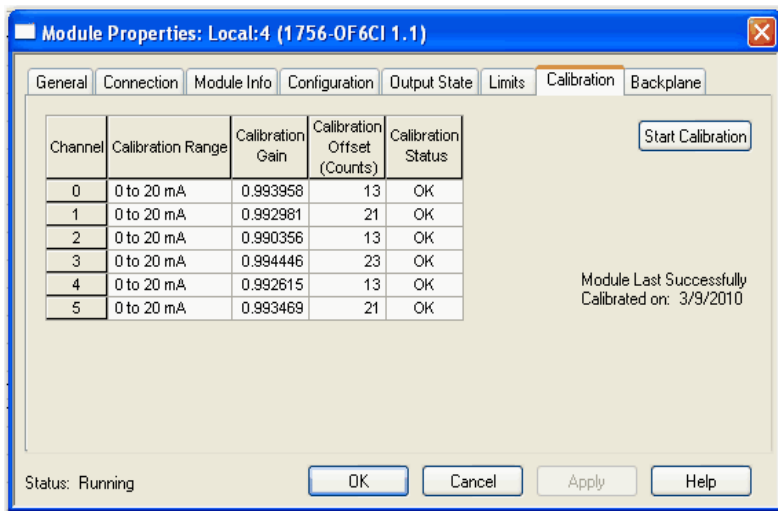 Module Properties: Local:4 (1756-OF6CI 1.1)
General Connection Module Info Configuration Output State Limits Calibration Backplane
Channel Calibration Range Calibration Gain Calibration Offset (Counts) Calibration Status
Start Calibration
0 0 to 20 mA 0.993958 13 OK
1 0 to 20 mA 0.992981 21 OK
2 0 to 20 mA 0.990356 13 OK
3 0 to 20 mA 0.994446 23 OK
4 0 to 20 mA 0.992615 13 OK
5 0 to 20 mA 0.993469 21 OK
Module Last Successfully
Calibrated on: 3/9/2010
Status: Running
OK Cancel Apply Help